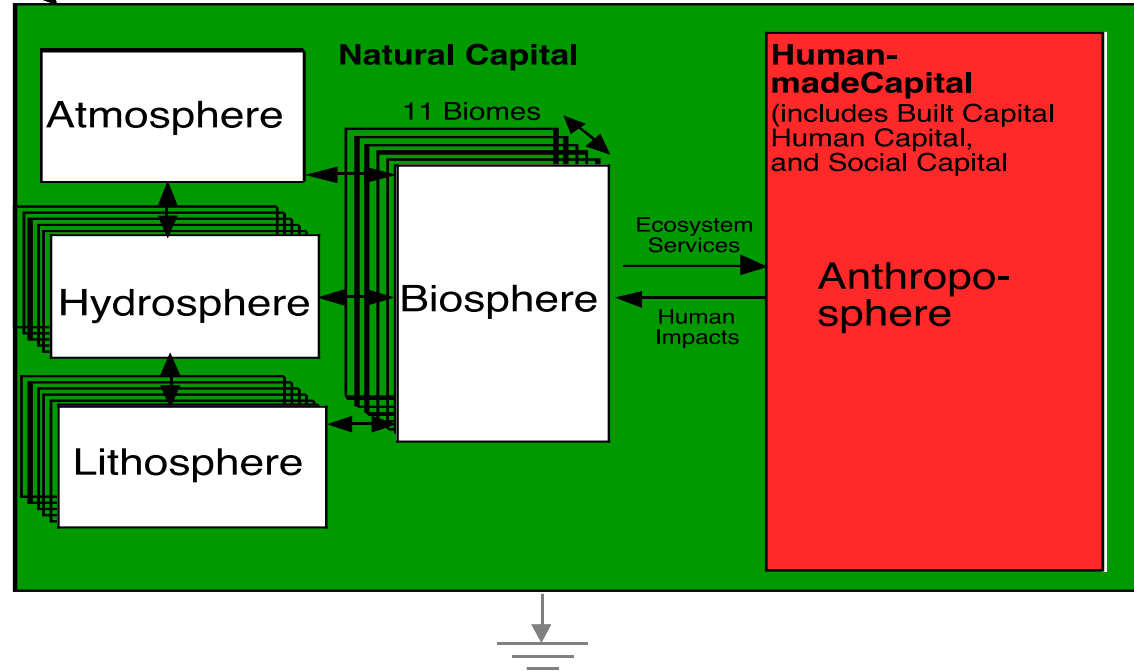 Natural Capital
Atmosphere
11 Biomes
Hydrosphere
Lithosphere
Biosphere
Ecosystem
Services
Human
Impacts
Human-
madeCapital
(includes Built Capital
Human Capital,
and Social Capital
Anthropo-
sphere